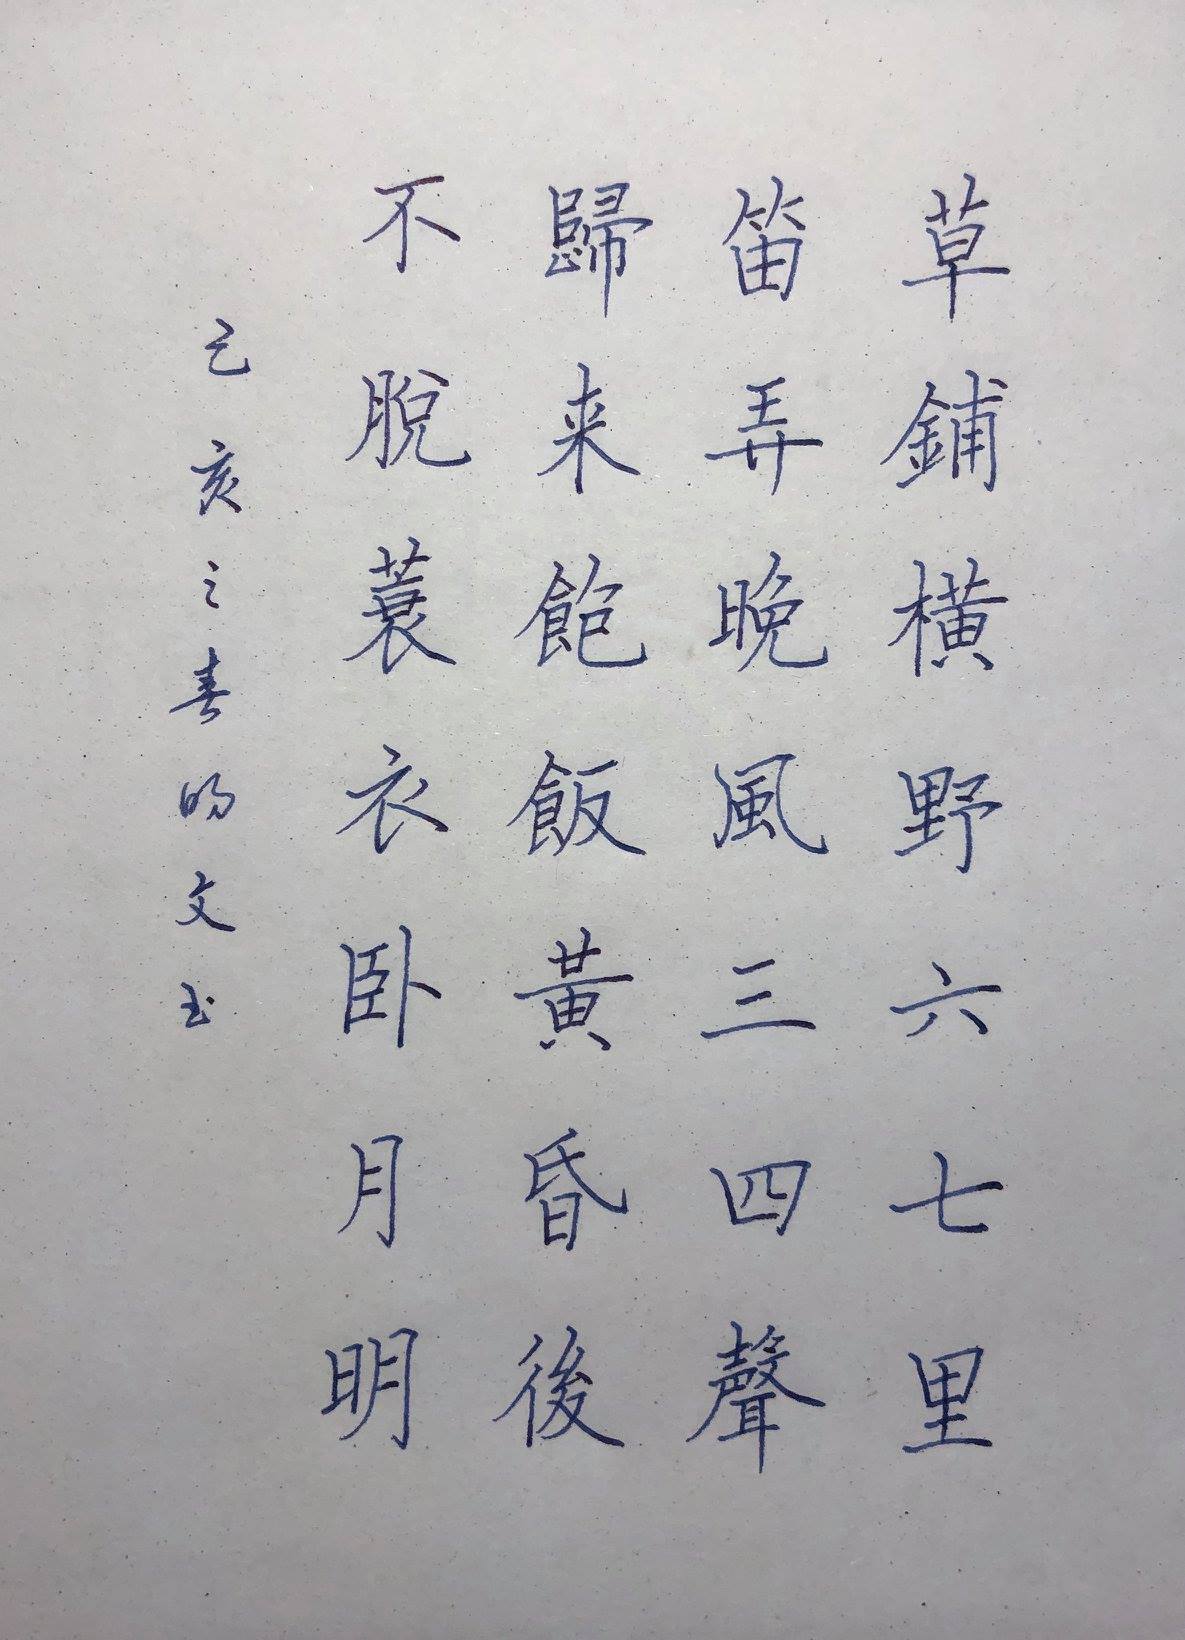 草鋪橫野六七里
笛弄晚風三四聲
歸来飽飯黃昏後
不脫蓑衣卧月明
乙亥之春明文书